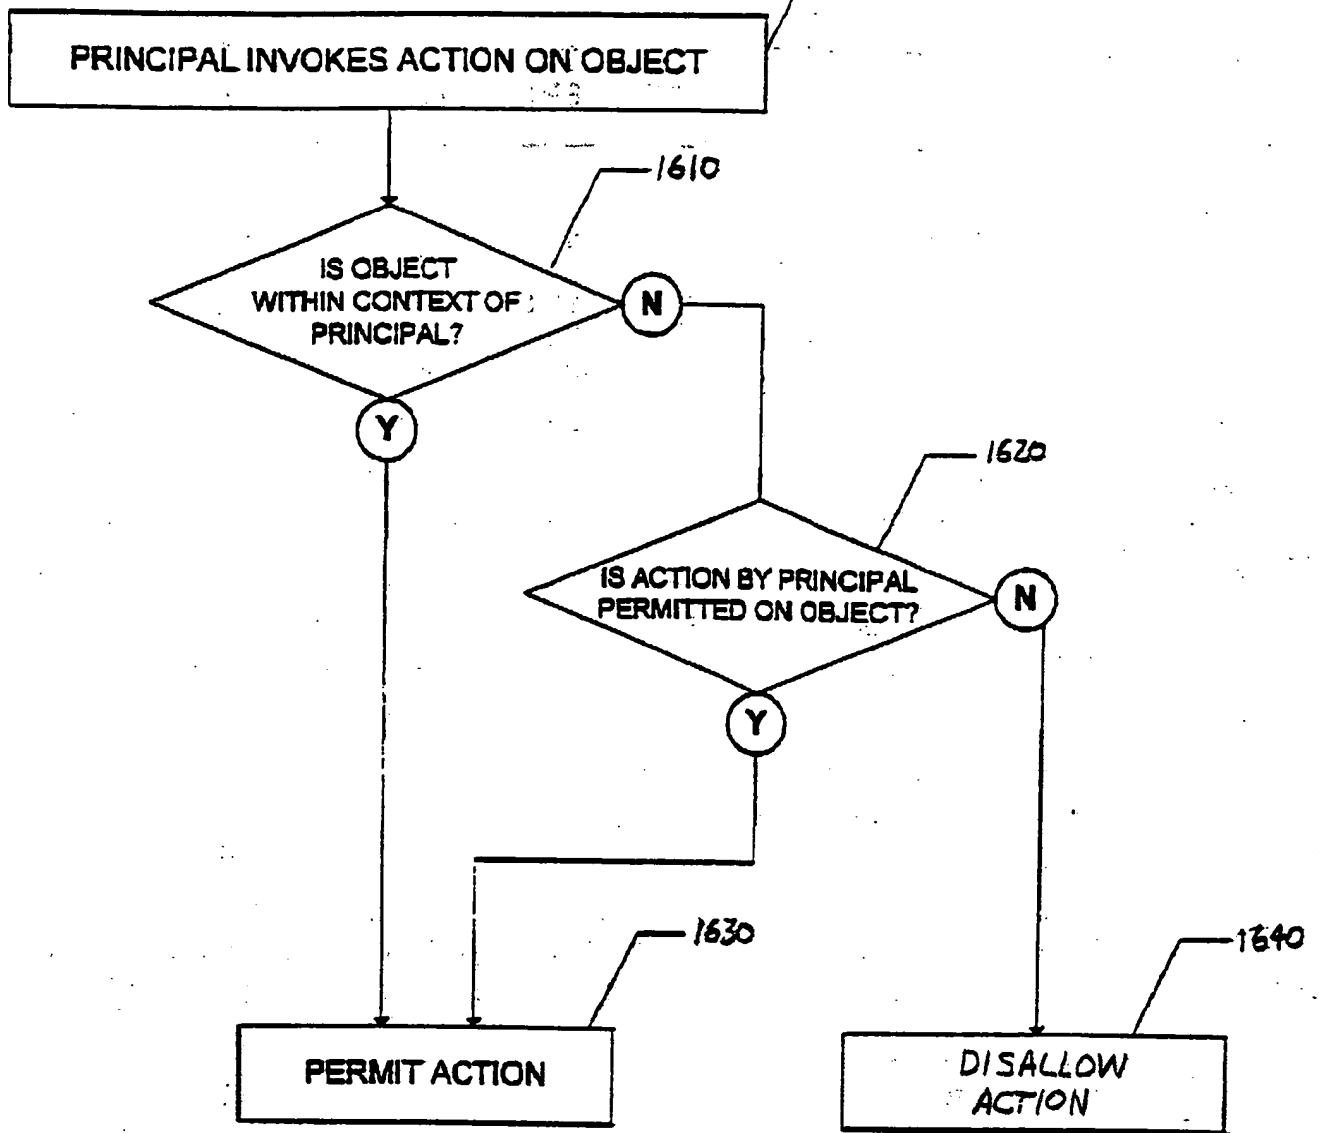 PRINCIPAL INVOKES ACTION ON OBJECT
1610
IS OBJECT
WITHIN CONTEXT OF
PRINCIPAL?
N
Y
1620
IS ACTION BY PRINCIPAL
PERMITTED ON OBJECT?
N
Y
1630
1640
PERMIT ACTION
DISALLOW
ACTION